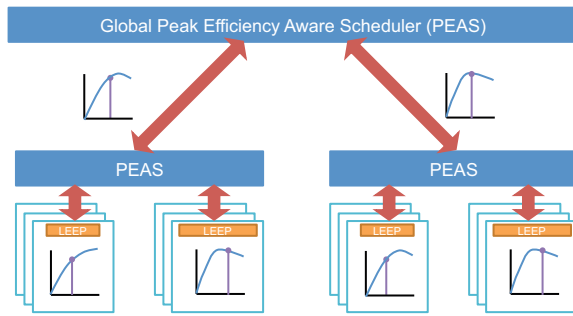 Global Peak Efficiency Aware Scheduler (PEAS)
PEAS
PEAS
LEEP
LEEP
LEEP
LEEP